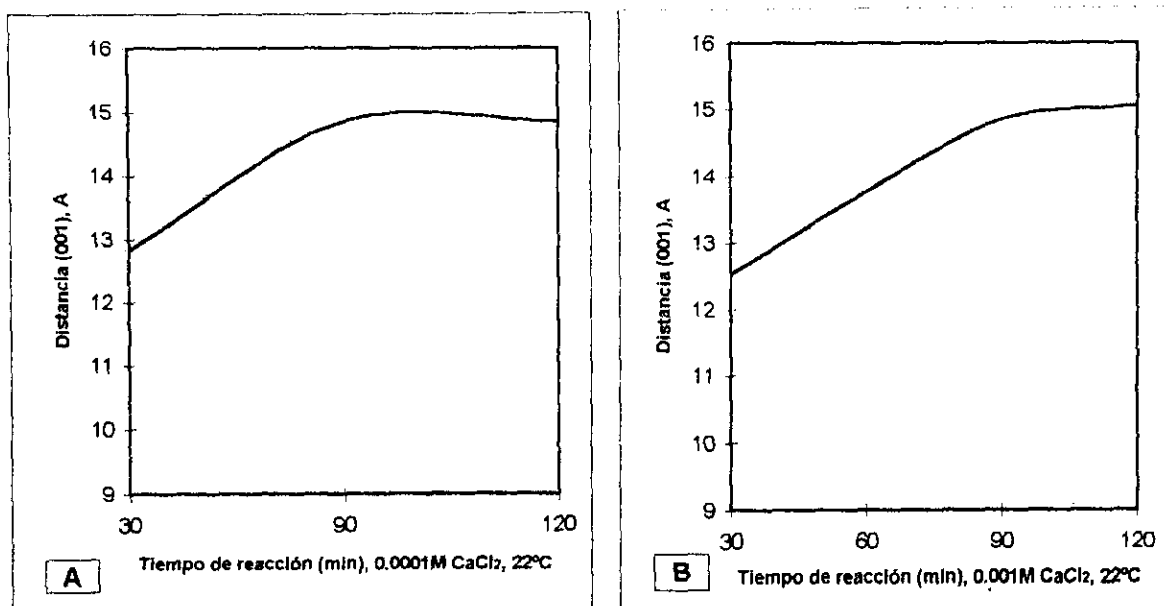 16
15
14
13
12
11
10
9
Distancia (001), A
30 90 120
Tiempo de reacción (min), 0.0001M CaCl₂, 22ºC
A
16
15
14
13
12
11
10
9
Distancia (001), A
30 60 90 120
Tiempo de reacción (min), 0.001M CaCl₂, 22ºC
B